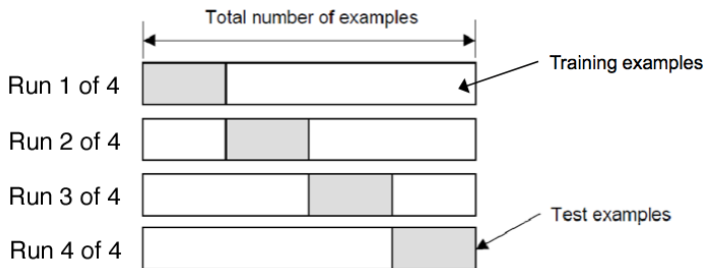 Total number of examples
Run 1 of 4
Training examples
Run 2 of 4
Run 3 of 4
Test examples
Run 4 of 4